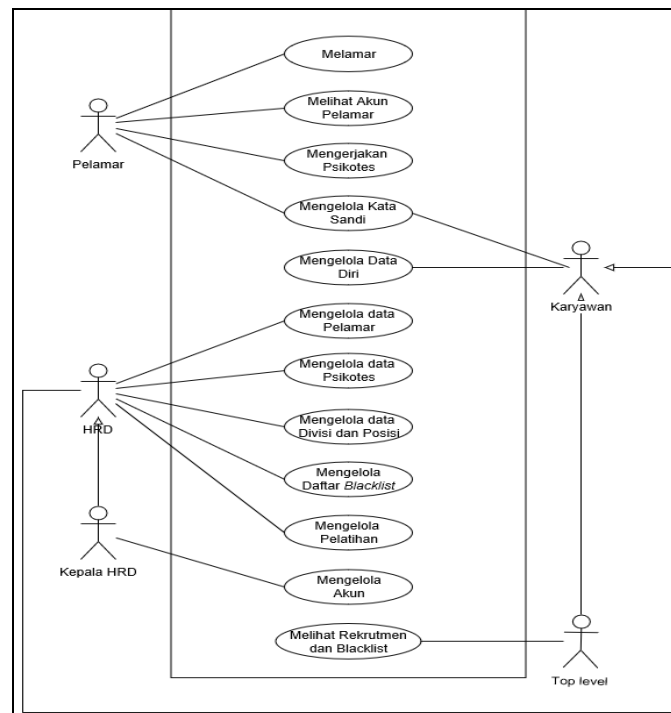 Melamar
Melihat Akun
Pelamar
Pelamar
Mengerjakan
Psikotes
Mengelola Kata
Sandi
Mengelola Data
Diri
Karyawan
Mengelola data
Pelamar
Mengelola data
Psikotes
HRD
Mengelola data
Divisi dan Posisi
Mengelola
Daftar Blacklist
Mengelola
Pelatihan
Kepala HRD
Mengelola
Akun
Melihat Rekrutmen
dan Blacklist
Top level